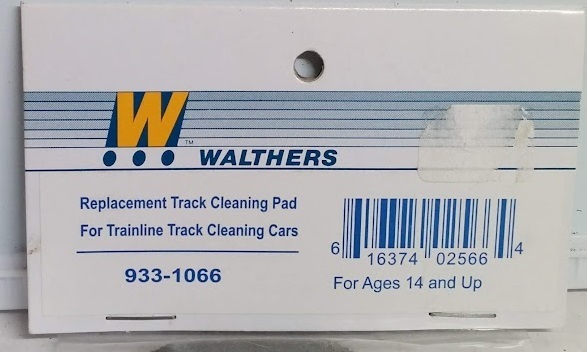 W
™
WALTHERS
Replacement Track Cleaning Pad
For Trainline Track Cleaning Cars
933-1066
6 16374 02566 4
For Ages 14 and Up